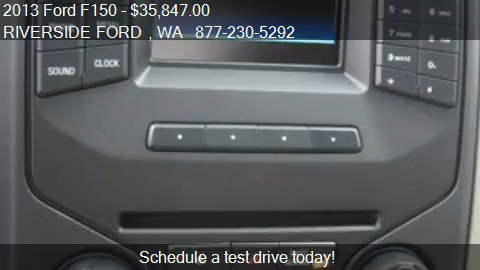 2013 Ford F150 - $35,847.00
RIVERSIDE FORD , WA 877-230-5292
SOUND
CLOCK
Schedule a test drive today!